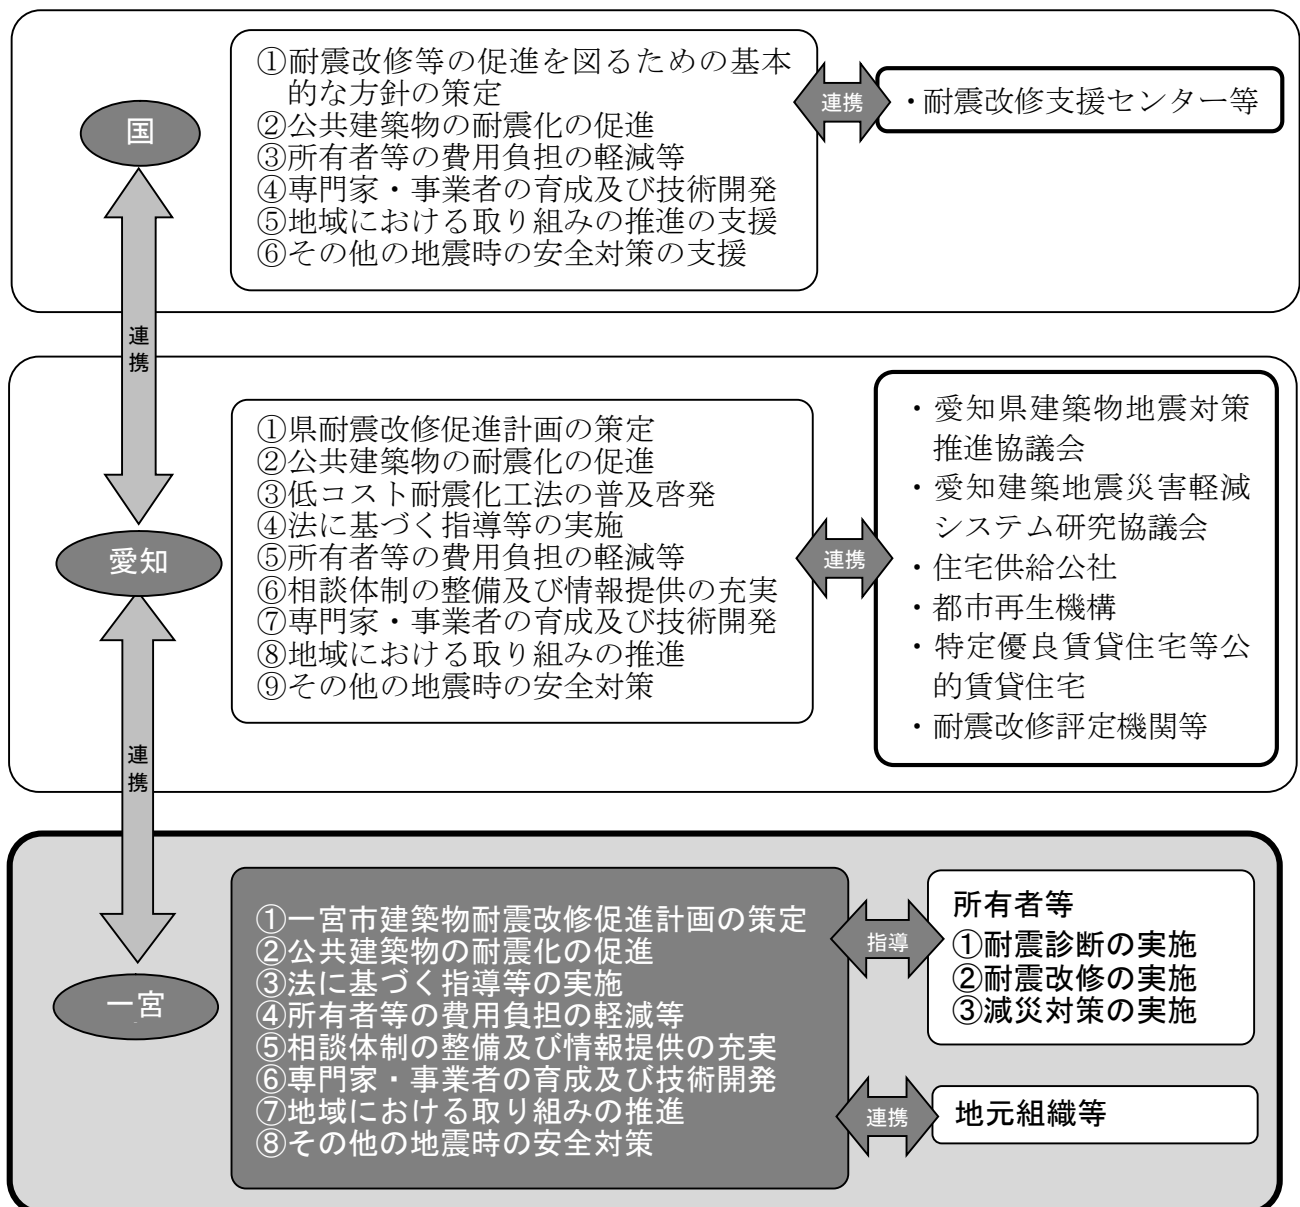 国
①耐震改修等の促進を図るための基本
的な方針の策定
②公共建築物の耐震化の促進
③所有者等の費用負担の軽減等
④専門家・事業者の育成及び技術開発
⑤地域における取り組みの推進の支援
⑥その他の地震時の安全対策の支援
連携
・耐震改修支援センター等
連
携
愛知
①県耐震改修促進計画の策定
②公共建築物の耐震化の促進
③低コスト耐震化工法の普及啓発
④法に基づく指導等の実施
⑤所有者等の費用負担の軽減等
⑥相談体制の整備及び情報提供の充実
⑦専門家・事業者の育成及び技術開発
⑧地域における取り組みの推進
⑨その他の地震時の安全対策
連携
・愛知県建築物地震対策
推進協議会
・愛知建築地震災害軽減
システム研究協議会
・住宅供給公社
・都市再生機構
・特定優良賃貸住宅等公
的賃貸住宅
・耐震改修評定機関等
連
携
一宮
①一宮市建築物耐震改修促進計画の策定
②公共建築物の耐震化の促進
③法に基づく指導等の実施
④所有者等の費用負担の軽減等
⑤相談体制の整備及び情報提供の充実
⑥専門家・事業者の育成及び技術開発
⑦地域における取り組みの推進
⑧その他の地震時の安全対策
指導
所有者等
①耐震診断の実施
②耐震改修の実施
③減災対策の実施
連携
地元組織等